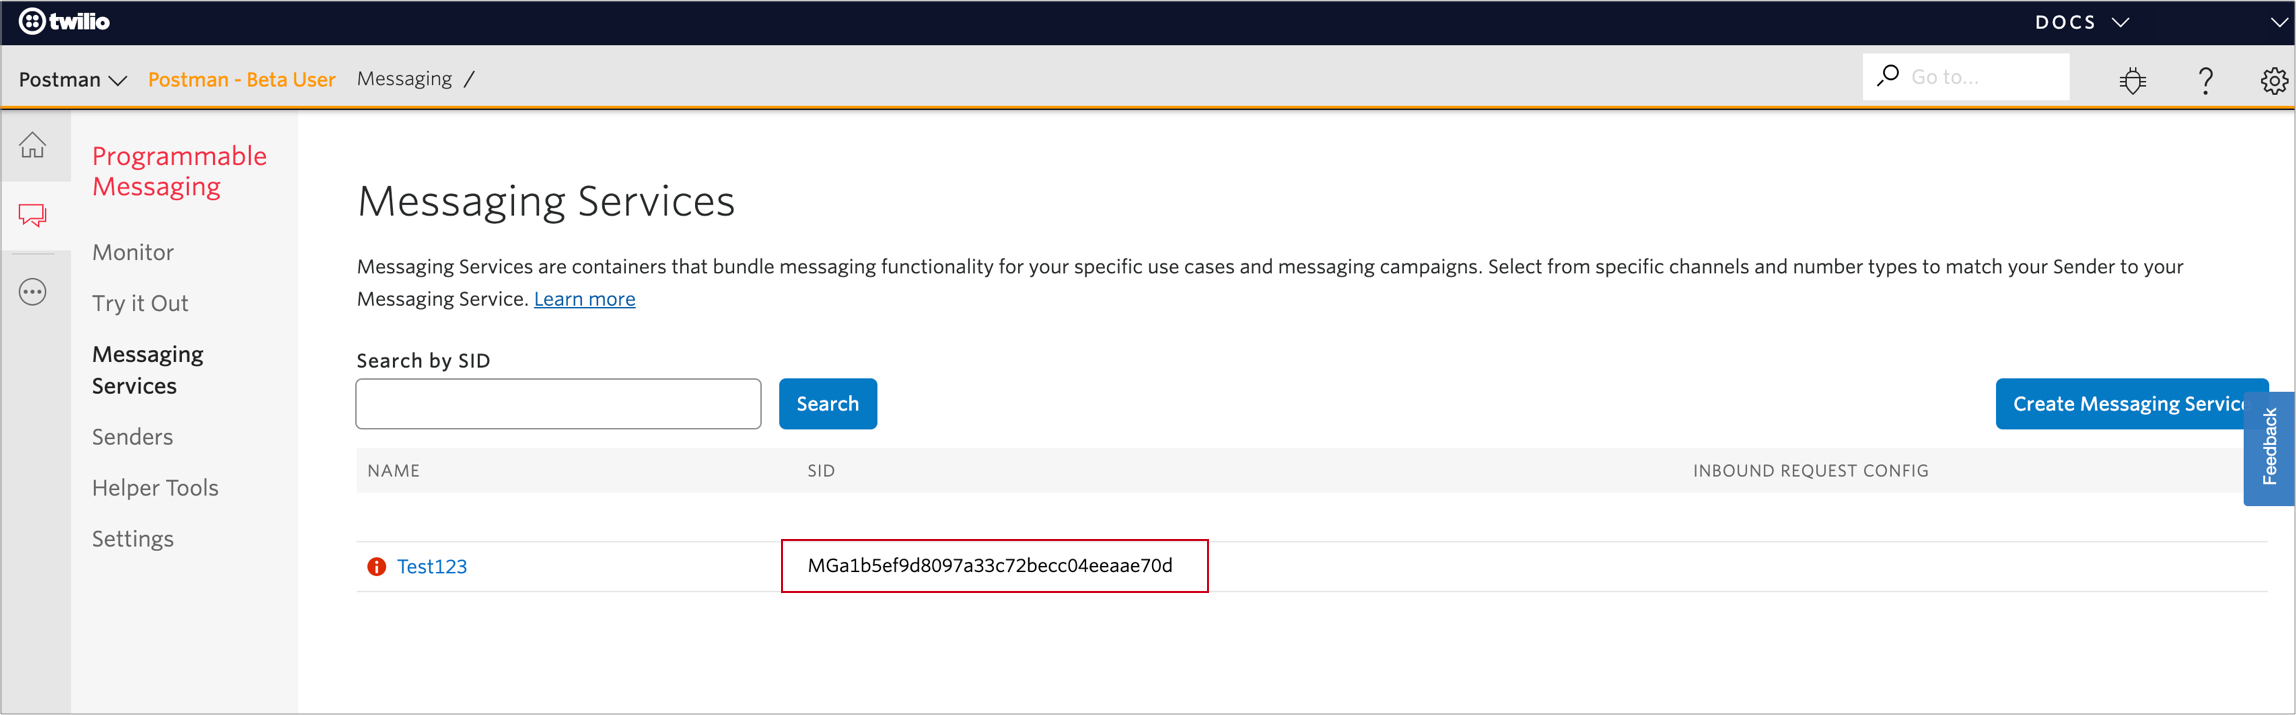 twilio
DOCS
Postman
Postman - Beta User
Messaging /
Go to...
?
Programmable
Messaging
Monitor
Try it Out
Messaging
Services
Senders
Helper Tools
Settings
Messaging Services
Messaging Services are containers that bundle messaging functionality for your specific use cases and messaging campaigns. Select from specific channels and number types to match your Sender to your
Messaging Service. Learn more
Search by SID
Search
Create Messaging Service
Feedback
NAME SID INBOUND REQUEST CONFIG
Test123 MGa1b5ef9d8097a33c72becc04eeaae70d